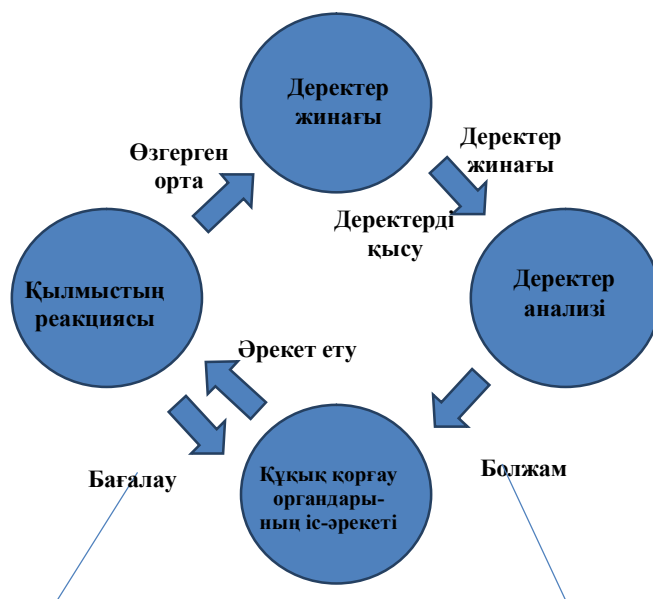 Деректер
жинағы
Өзгерген
орта
Деректер
жинағы
Деректерді
қысу
Қылмыстың
реакциясы
Деректер
анализі
Әрекет ету
Бағалау
Құқық қорғау
органдары-
ның іс-әрекеті
Болжам